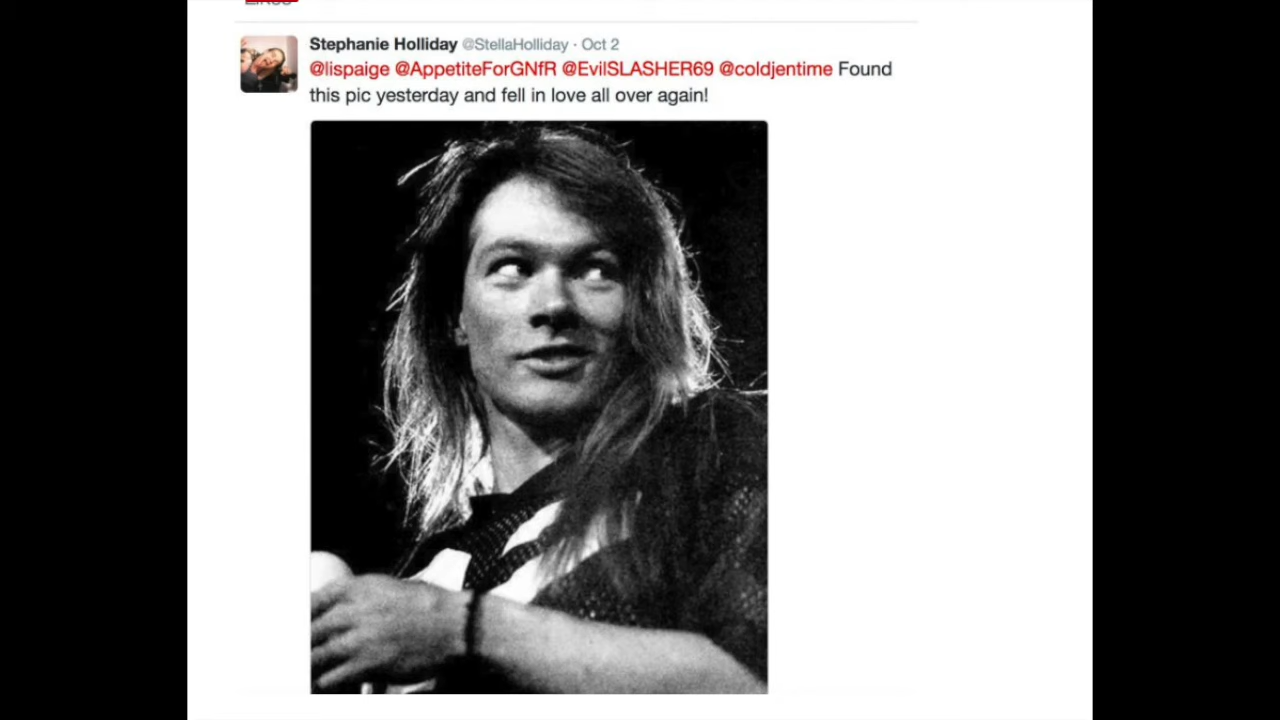 Stephanie Holliday @StellaHolliday · Oct 2
@lispaige @AppetiteForGNfR @EvilSLASHER69 @coldjentime Found
this pic yesterday and fell in love all over again!